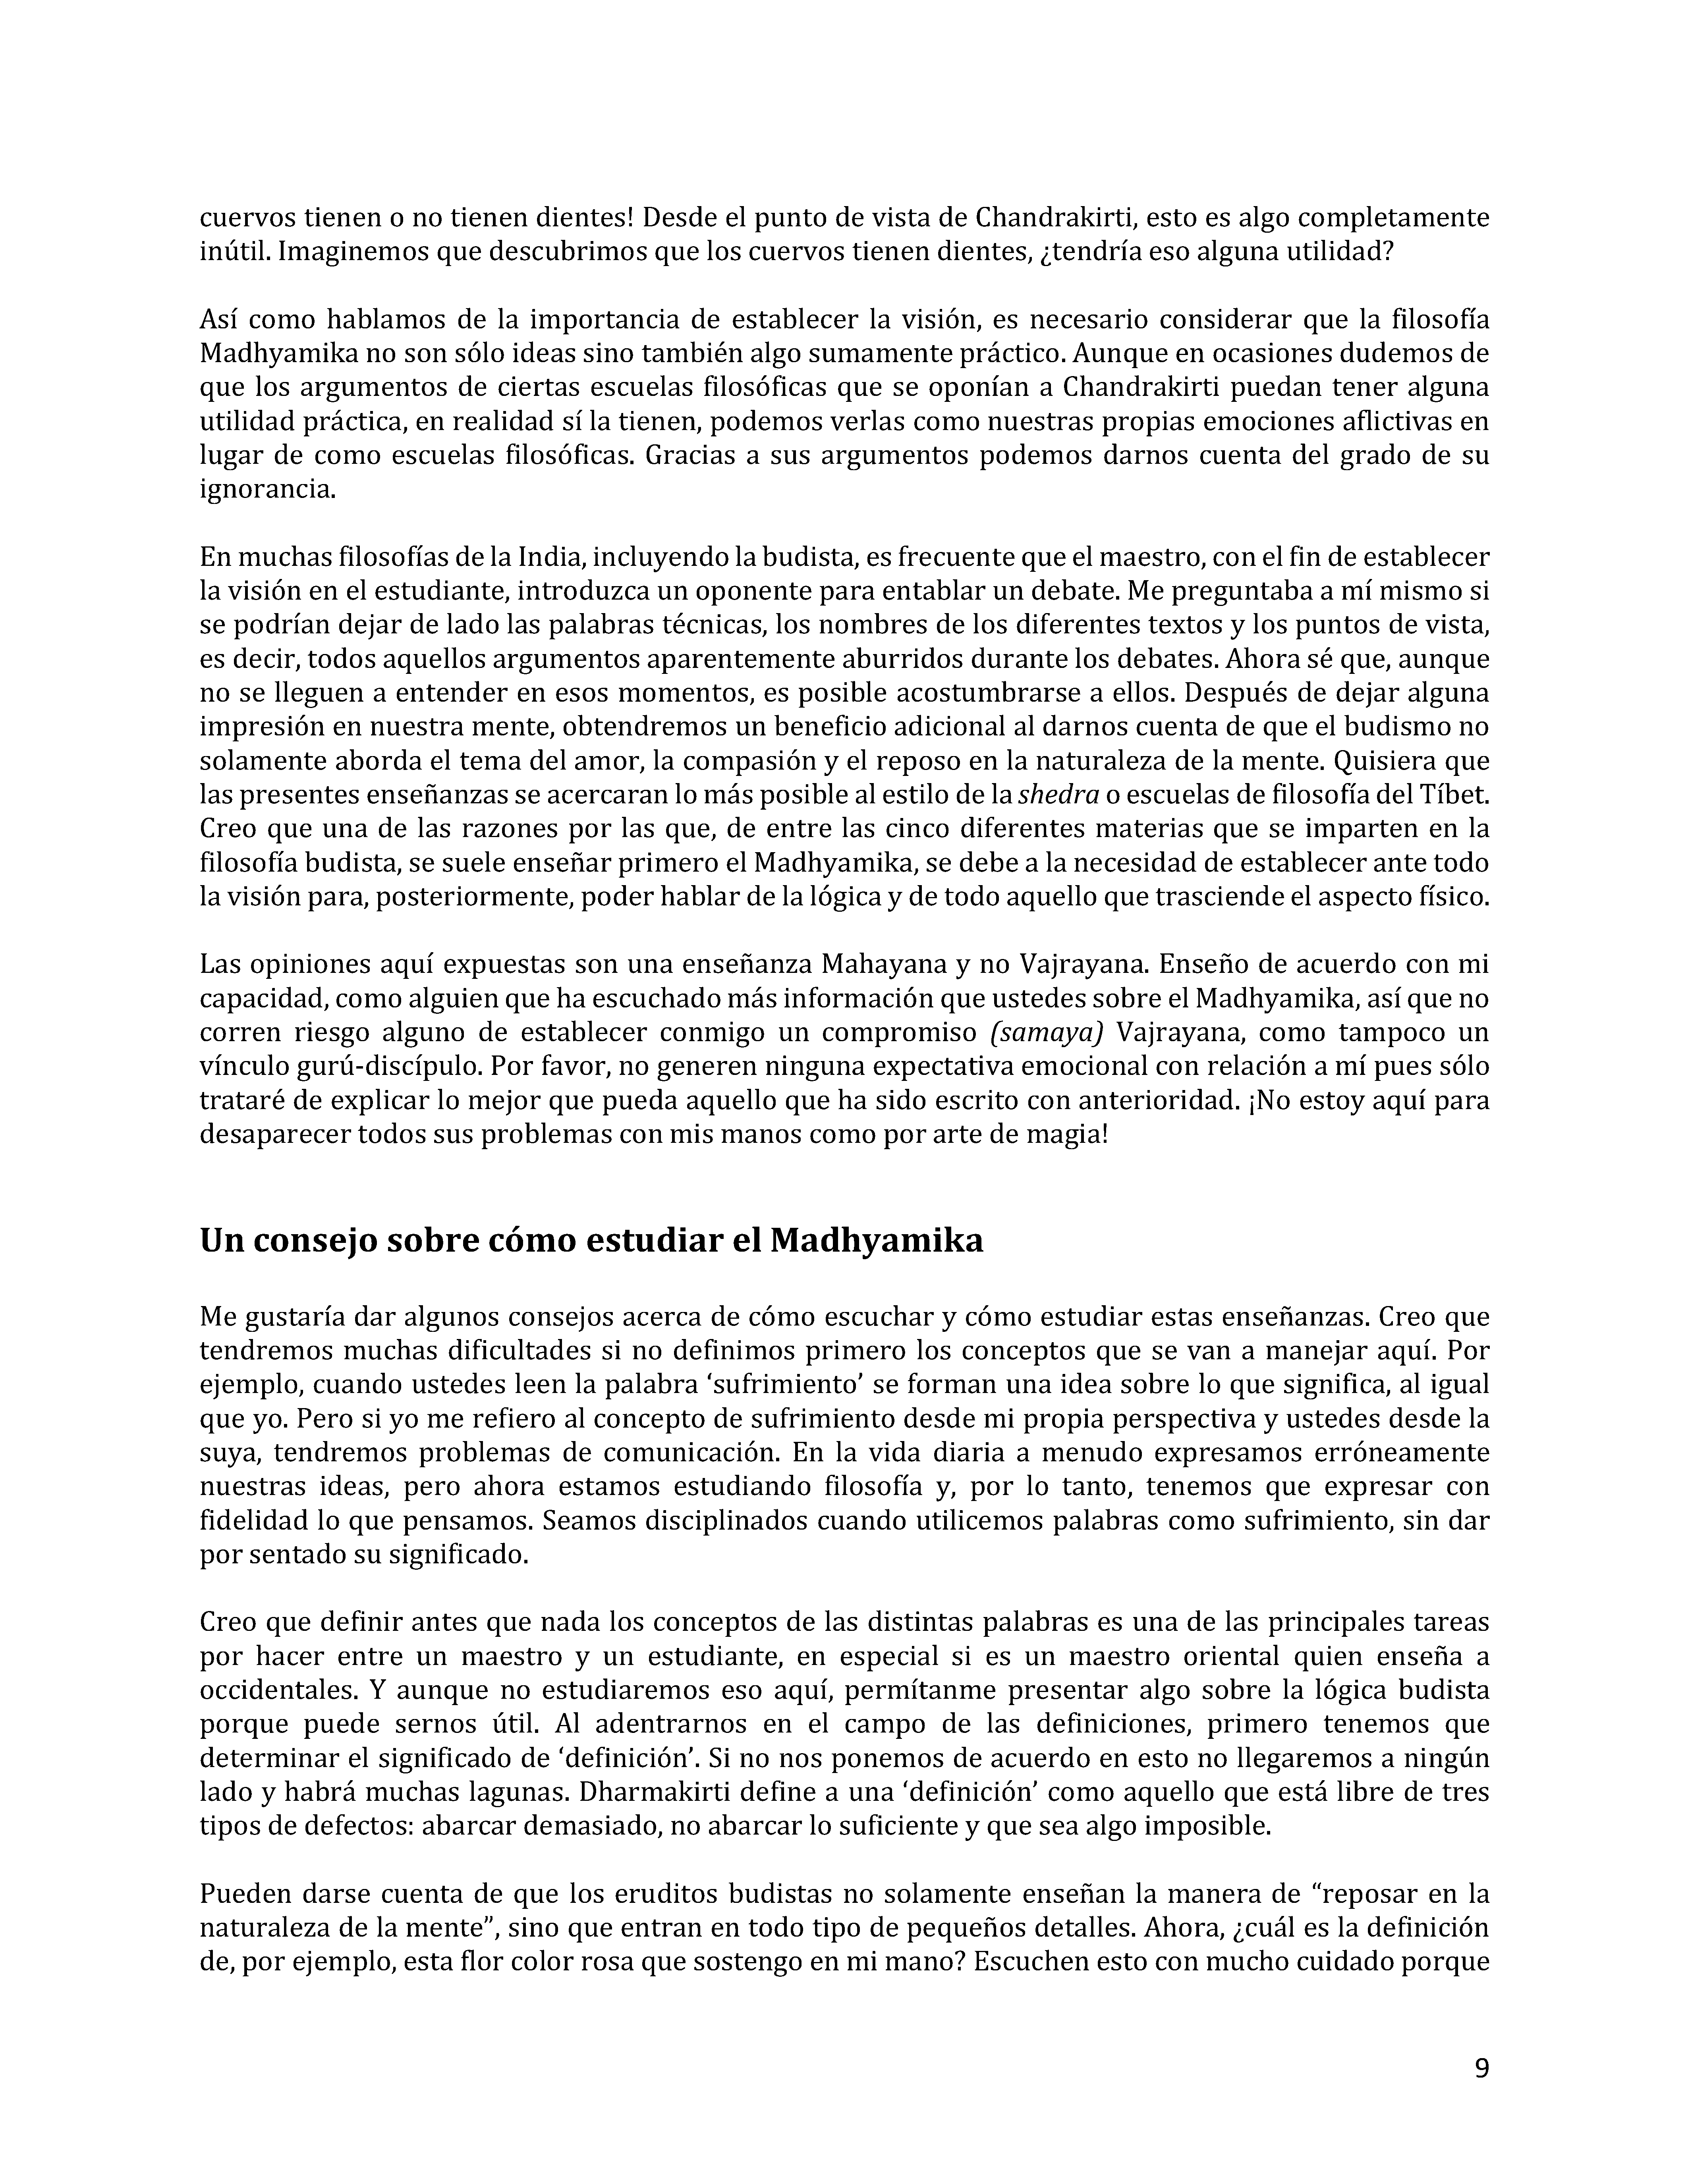 cuervos tienen o no tienen dientes! Desde el punto de vista de Chandrakirti, esto es algo completamente
inútil. Imaginemos que descubrimos que los cuervos tienen dientes, ¿tendría eso alguna utilidad?
Así como hablamos de la importancia de establecer la visión, es necesario considerar que la filosofía
Madhyamika no son sólo ideas sino también algo sumamente práctico. Aunque en ocasiones dudemos de
que los argumentos de ciertas escuelas filosóficas que se oponían a Chandrakirti puedan tener alguna
utilidad práctica, en realidad sí la tienen, podemos verlas como nuestras propias emociones aflictivas en
lugar de como escuelas filosóficas. Gracias a sus argumentos podemos darnos cuenta del grado de su
ignorancia.
En muchas filosofías de la India, incluyendo la budista, es frecuente que el maestro, con el fin de establecer
la visión en el estudiante, introduzca un oponente para entablar un debate. Me preguntaba a mí mismo si
se podrían dejar de lado las palabras técnicas, los nombres de los diferentes textos y los puntos de vista,
es decir, todos aquellos argumentos aparentemente aburridos durante los debates. Ahora sé que, aunque
no se lleguen a entender en esos momentos, es posible acostumbrarse a ellos. Después de dejar alguna
impresión en nuestra mente, obtendremos un beneficio adicional al darnos cuenta de que el budismo no
solamente aborda el tema del amor, la compasión y el reposo en la naturaleza de la mente. Quisiera que
las presentes enseñanzas se acercaran lo más posible al estilo de la shedra o escuelas de filosofía del Tíbet.
Creo que una de las razones por las que, de entre las cinco diferentes materias que se imparten en la
filosofía budista, se suele enseñar primero el Madhyamika, se debe a la necesidad de establecer ante todo
la visión para, posteriormente, poder hablar de la lógica y de todo aquello que trasciende el aspecto físico.
Las opiniones aquí expuestas son una enseñanza Mahayana y no Vajrayana. Enseño de acuerdo con mi
capacidad, como alguien que ha escuchado más información que ustedes sobre el Madhyamika, así que no
corren riesgo alguno de establecer conmigo un compromiso (samaya) Vajrayana, como tampoco un
vínculo gurú-discípulo. Por favor, no generen ninguna expectativa emocional con relación a mí pues sólo
trataré de explicar lo mejor que pueda aquello que ha sido escrito con anterioridad. ¡No estoy aquí para
desaparecer todos sus problemas con mis manos como por arte de magia!
Un consejo sobre cómo estudiar el Madhyamika
Me gustaría dar algunos consejos acerca de cómo escuchar y cómo estudiar estas enseñanzas. Creo que
tendremos muchas dificultades si no definimos primero los conceptos que se van a manejar aquí. Por
ejemplo, cuando ustedes leen la palabra ‘sufrimiento’ se forman una idea sobre lo que significa, al igual
que yo. Pero si yo me refiero al concepto de sufrimiento desde mi propia perspectiva y ustedes desde la
suya, tendremos problemas de comunicación. En la vida diaria a menudo expresamos erróneamente
nuestras ideas, pero ahora estamos estudiando filosofía y, por lo tanto, tenemos que expresar con
fidelidad lo que pensamos. Seamos disciplinados cuando utilicemos palabras como sufrimiento, sin dar
por sentado su significado.
Creo que definir antes que nada los conceptos de las distintas palabras es una de las principales tareas
por hacer entre un maestro y un estudiante, en especial si es un maestro oriental quien enseña a
occidentales. Y aunque no estudiaremos eso aquí, permítanme presentar algo sobre la lógica budista
porque puede sernos útil. Al adentrarnos en el campo de las definiciones, primero tenemos que
determinar el significado de ‘definición’. Si no nos ponemos de acuerdo en esto no llegaremos a ningún
lado y habrá muchas lagunas. Dharmakirti define a una ‘definición’ como aquello que está libre de tres
tipos de defectos: abarcar demasiado, no abarcar lo suficiente y que sea algo imposible.
Pueden darse cuenta de que los eruditos budistas no solamente enseñan la manera de “reposar en la
naturaleza de la mente”, sino que entran en todo tipo de pequeños detalles. Ahora, ¿cuál es la definición
de, por ejemplo, esta flor color rosa que sostengo en mi mano? Escuchen esto con mucho cuidado porque
9